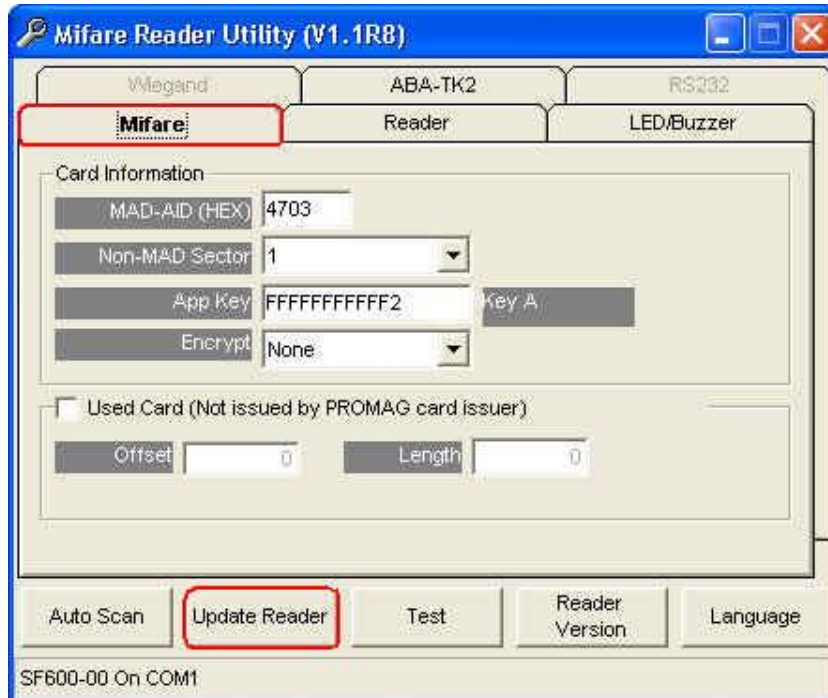 Mifare Reader Utility (V1.1R8)
Wiegand ABA-TK2 RS232
Mifare Reader LED/Buzzer
Card Information
MAD-AID (HEX) 4703
Non-MAD Sector 1
App Key FFFFFFFFFFF2 Key A
Encrypt None
Used Card (Not issued by PROMAG card issuer)
Offset 0 Length 0
Auto Scan Update Reader Test Reader Version Language
SF600-00 On COM1